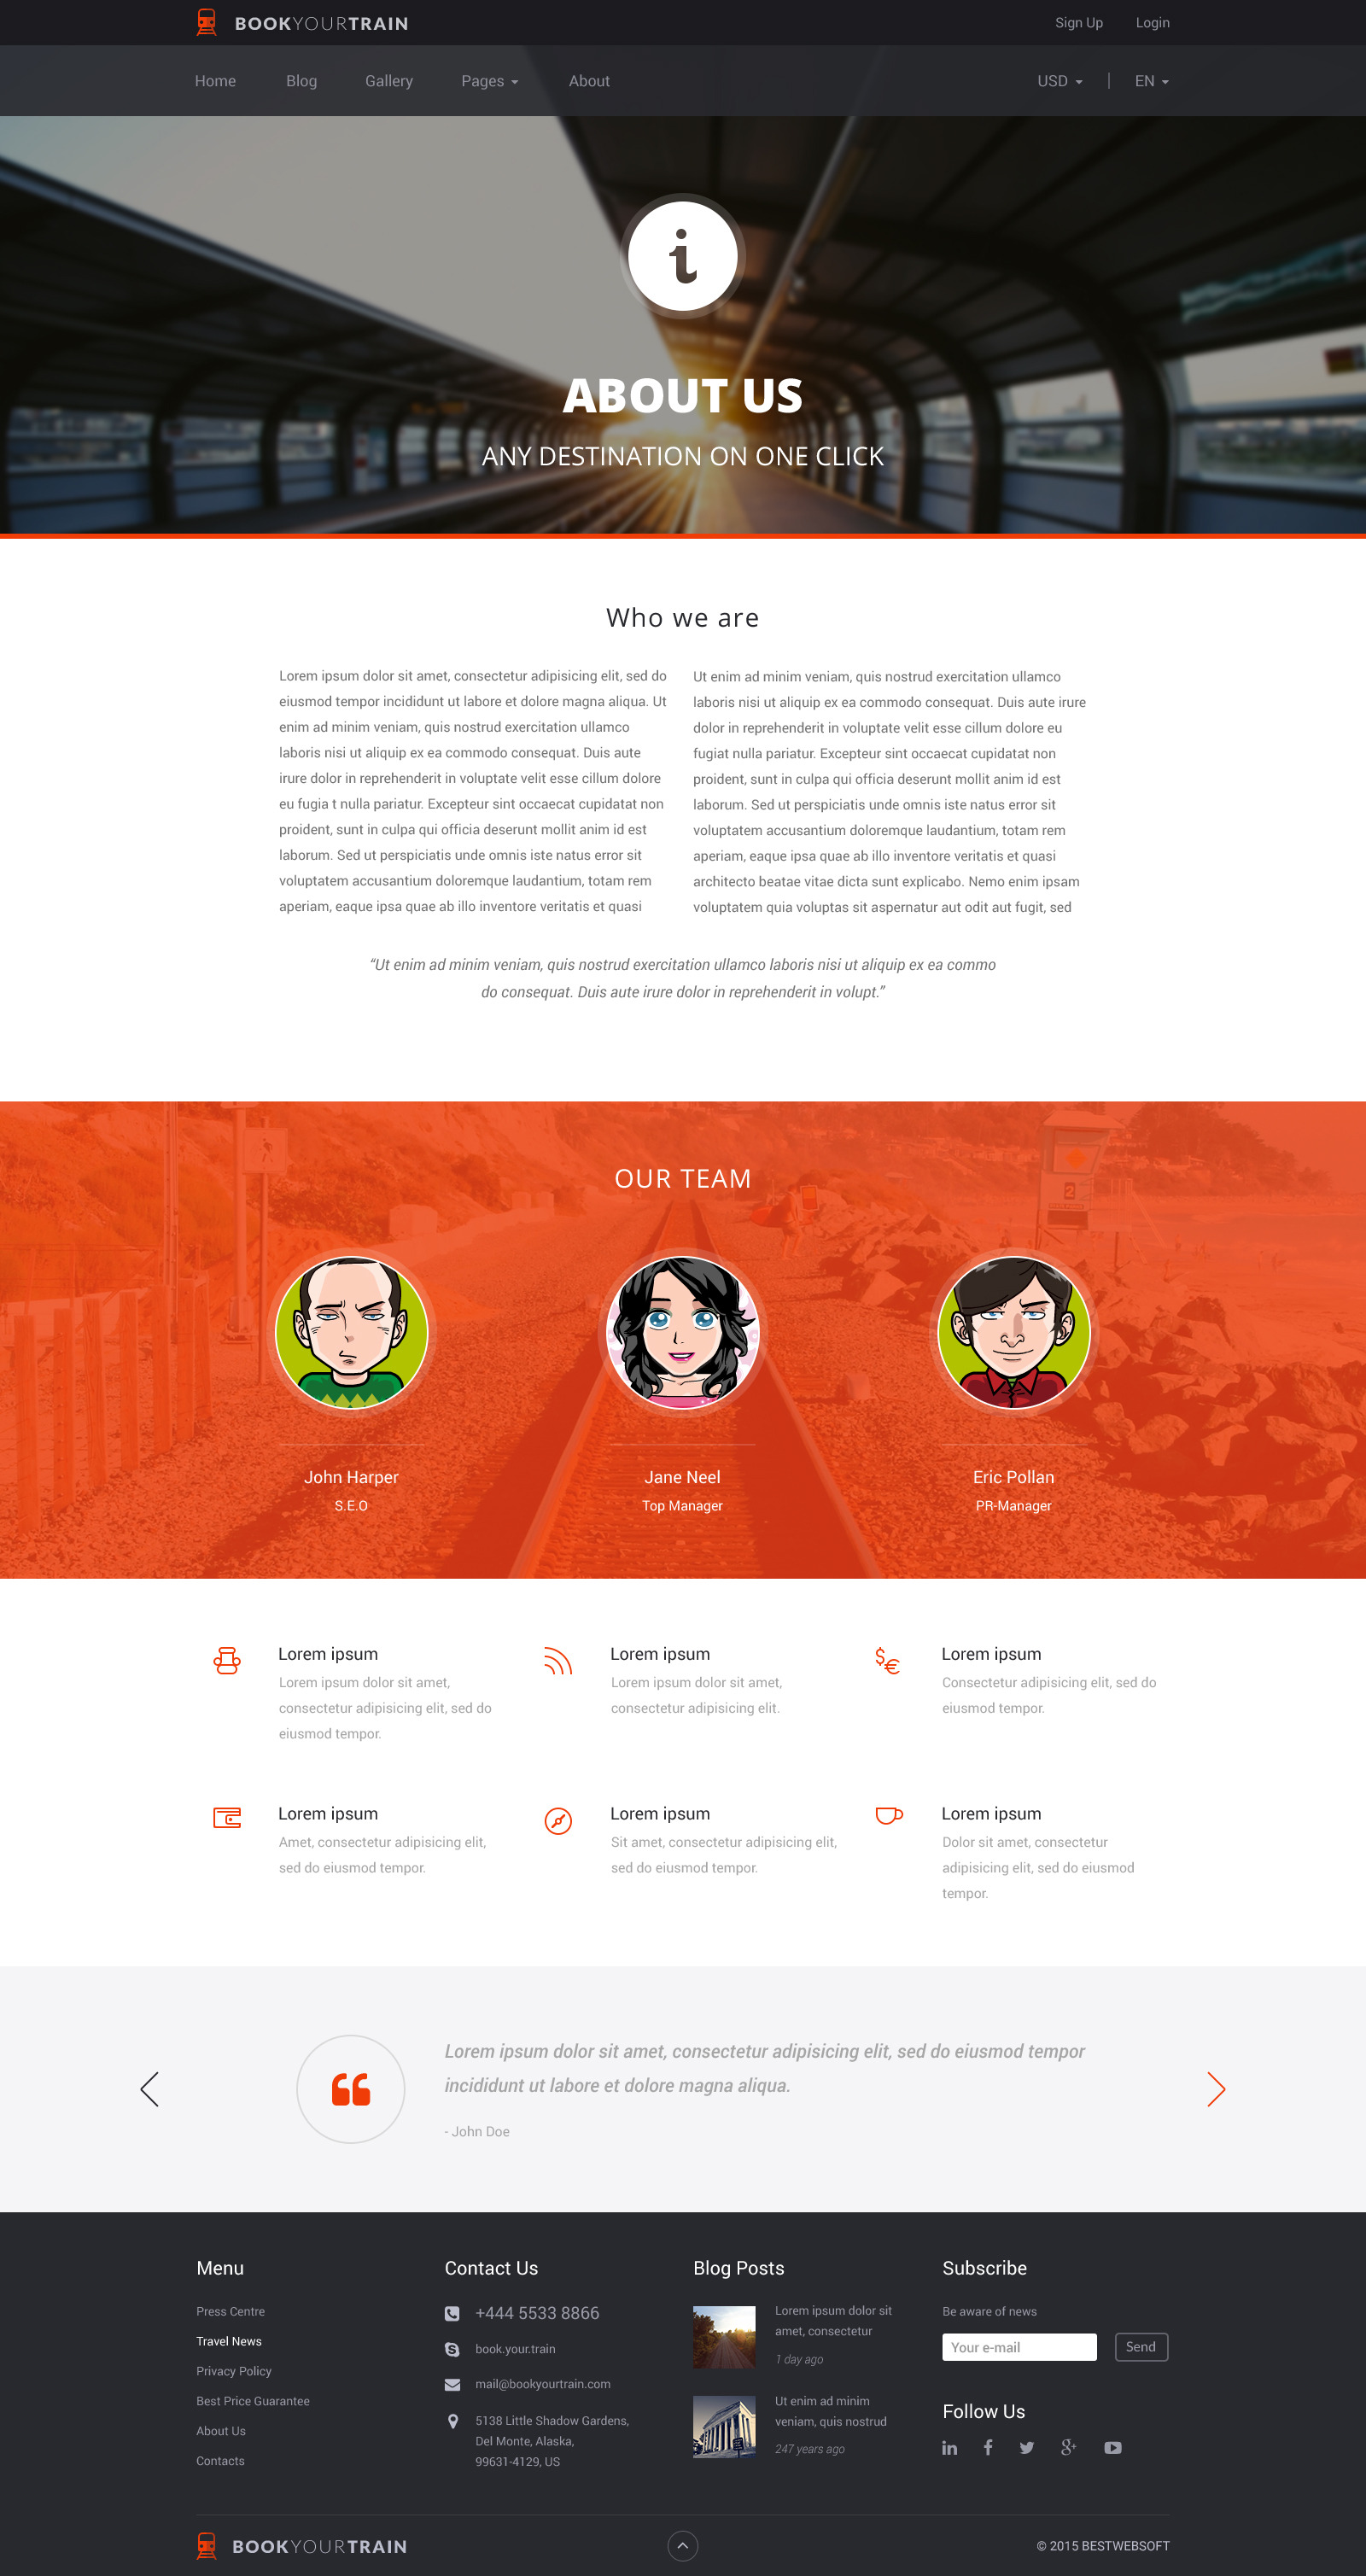 BOOKYOURTRAIN
Sign Up
Login
Home
Blog
Gallery
Pages
About
USD
EN
i
ABOUT US
ANY DESTINATION ON ONE CLICK
Who we are
Lorem ipsum dolor sit amet, consectetur adipisicing elit, sed do
eiusmod tempor incididunt ut labore et dolore magna aliqua. Ut
enim ad minim veniam, quis nostrud exercitation ullamco
laboris nisi ut aliquip ex ea commodo consequat. Duis aute
irure dolor in reprehenderit in voluptate velit esse cillum dolore
eu fugia t nulla pariatur. Excepteur sint occaecat cupidatat non
proident, sunt in culpa qui officia deserunt mollit anim id est
laborum. Sed ut perspiciatis unde omnis iste natus error sit
voluptatem accusantium doloremque laudantium, totam rem
aperiam, eaque ipsa quae ab illo inventore veritatis et quasi
Ut enim ad minim veniam, quis nostrud exercitation ullamco
laboris nisi ut aliquip ex ea commodo consequat. Duis aute irure
dolor in reprehenderit in voluptate velit esse cillum dolore eu
fugiat nulla pariatur. Excepteur sint occaecat cupidatat non
proident, sunt in culpa qui officia deserunt mollit anim id est
laborum. Sed ut perspiciatis unde omnis iste natus error sit
voluptatem accusantium doloremque laudantium, totam rem
aperiam, eaque ipsa quae ab illo inventore veritatis et quasi
architecto beatae vitae dicta sunt explicabo. Nemo enim ipsam
voluptatem quia voluptas sit aspernatur aut odit aut fugit, sed
“Ut enim ad minim veniam, quis nostrud exercitation ullamco laboris nisi ut aliquip ex ea commo
do consequat. Duis aute irure dolor in reprehenderit in volupt.”
OUR TEAM
2
John Harper
S.E.O
Jane Neel
Top Manager
Eric Pollan
PR-Manager
Lorem ipsum
Lorem ipsum dolor sit amet,
consectetur adipisicing elit, sed do
eiusmod tempor.
Lorem ipsum
Lorem ipsum dolor sit amet,
consectetur adipisicing elit.
Lorem ipsum
Consectetur adipisicing elit, sed do
eiusmod tempor.
Lorem ipsum
Amet, consectetur adipisicing elit,
sed do eiusmod tempor.
Lorem ipsum
Sit amet, consectetur adipisicing elit,
sed do eiusmod tempor.
Lorem ipsum
Dolor sit amet, consectetur
adipisicing elit, sed do eiusmod
tempor.
Lorem ipsum dolor sit amet, consectetur adipisicing elit, sed do eiusmod tempor
incididunt ut labore et dolore magna aliqua.
- John Doe
Menu
Press Centre
Travel News
Privacy Policy
Best Price Guarantee
About Us
Contacts
Contact Us
+444 5533 8866
book.your.train
mail@bookyourtrain.com
5138 Little Shadow Gardens,
Del Monte, Alaska,
99631-4129, US
Blog Posts
Lorem ipsum dolor sit
amet, consectetur
1 day ago
Ut enim ad minim
veniam, quis nostrud
247 years ago
Subscribe
Be aware of news
Your e-mail
Send
Follow Us
BOOKYOURTRAIN
© 2015 BESTWEBSOFT